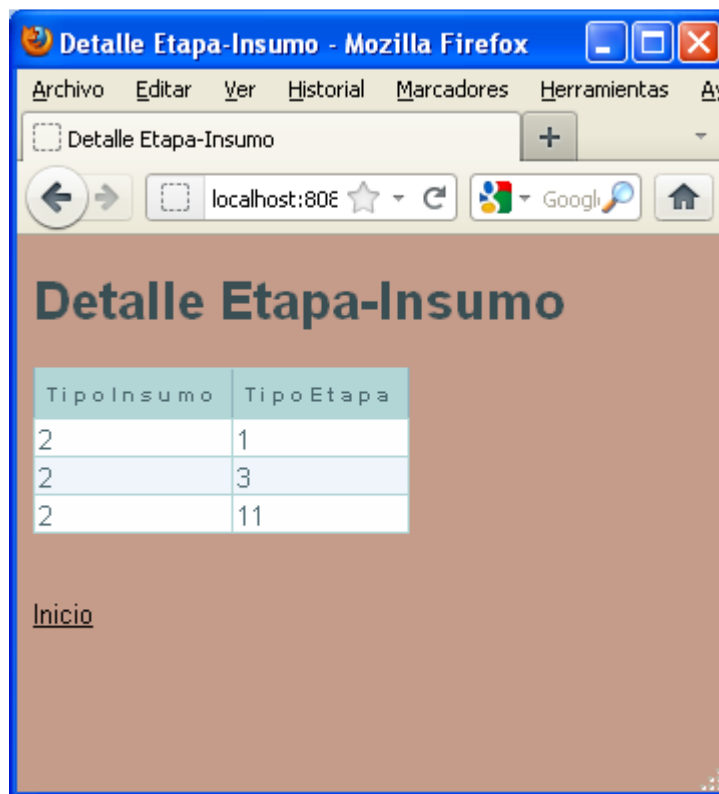 Detalle Etapa-Insumo - Mozilla Firefox
Archivo Editar Ver Historial Marcadores Herramientas Ay
Detalle Etapa-Insumo
localhost:808 Googl
Detalle Etapa-Insumo
TipoInsumo TipoEtapa
2 1
2 3
2 11
Inicio